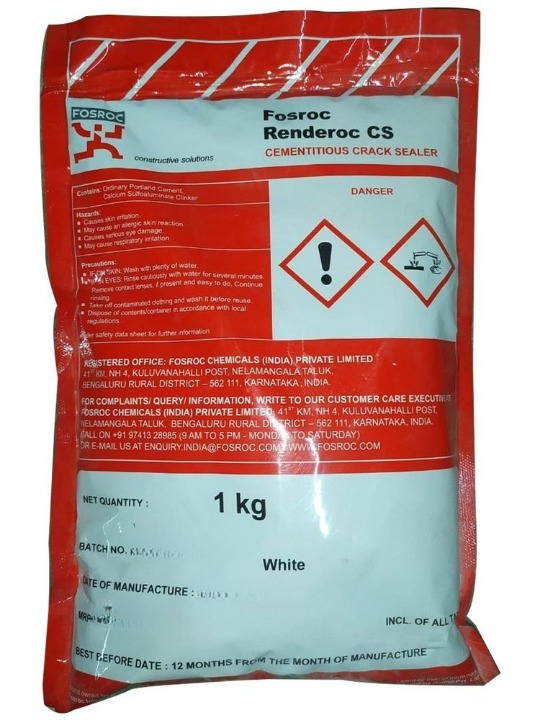 FOSROC
constructive solutions
Fosroc
Renderoc CS
CEMENTITIOUS CRACK SEALER
Contains: Ordinary Portland Cement,
Calcium Sulfoaluminate Clinker
Hazards:
Causes skin irritation.
May cause an allergic skin reaction.
Causes serious eye damage.
May cause respiratory irritation.
DANGER
Precautions:
SKIN: Wash with plenty of water.
EYES: Rinse cautiously with water for several minutes.
Remove contact lenses, if present and easy to do. Continue
rinsing.
Take off contaminated clothing and wash it before reuse.
Dispose of contents/container in accordance with local
regulations.
safety data sheet for further information
REGISTERED OFFICE: FOSROC CHEMICALS (INDIA) PRIVATE LIMITED
41ST KM, NH 4, KULUVANAHALLI POST, NELAMANGALA TALUK,
BENGALURU RURAL DISTRICT – 562 111, KARNATAKA, INDIA.
FOR COMPLAINTS/ QUERY/ INFORMATION, WRITE TO OUR CUSTOMER CARE EXECUTIVE
FOSROC CHEMICALS (INDIA) PRIVATE LIMITED, 41ST KM, NH 4, KULUVANAHALLI POST,
NELAMANGALA TALUK, BENGALURU RURAL DISTRICT – 562 111, KARNATAKA, INDIA.
CALL ON +91 97413 28985 (9 AM TO 5 PM - MONDAY TO SATURDAY)
OR E-MAIL US AT ENQUIRY.INDIA@FOSROC.COM / WWW.FOSROC.COM
NET QUANTITY : 1 kg
BATCH NO.
White
DATE OF MANUFACTURE :
MRP
INCL. OF ALL
BEST BEFORE DATE : 12 MONTHS FROM THE MONTH OF MANUFACTURE